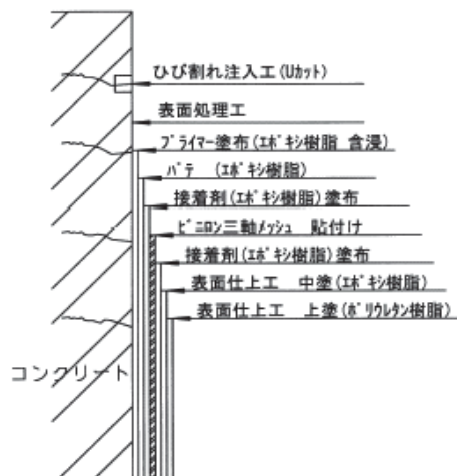 ひび割れ注入工(Uカット)
表面処理工
プライマー塗布(エポキシ樹脂 含浸)
パテ (エポキシ樹脂)
接着剤(エポキシ樹脂)塗布
ビニロン三軸メッシュ 貼付け
接着剤(エポキシ樹脂)塗布
表面仕上工 中塗(エポキシ樹脂)
表面仕上工 上塗(ポリウレタン樹脂)
コンクリート